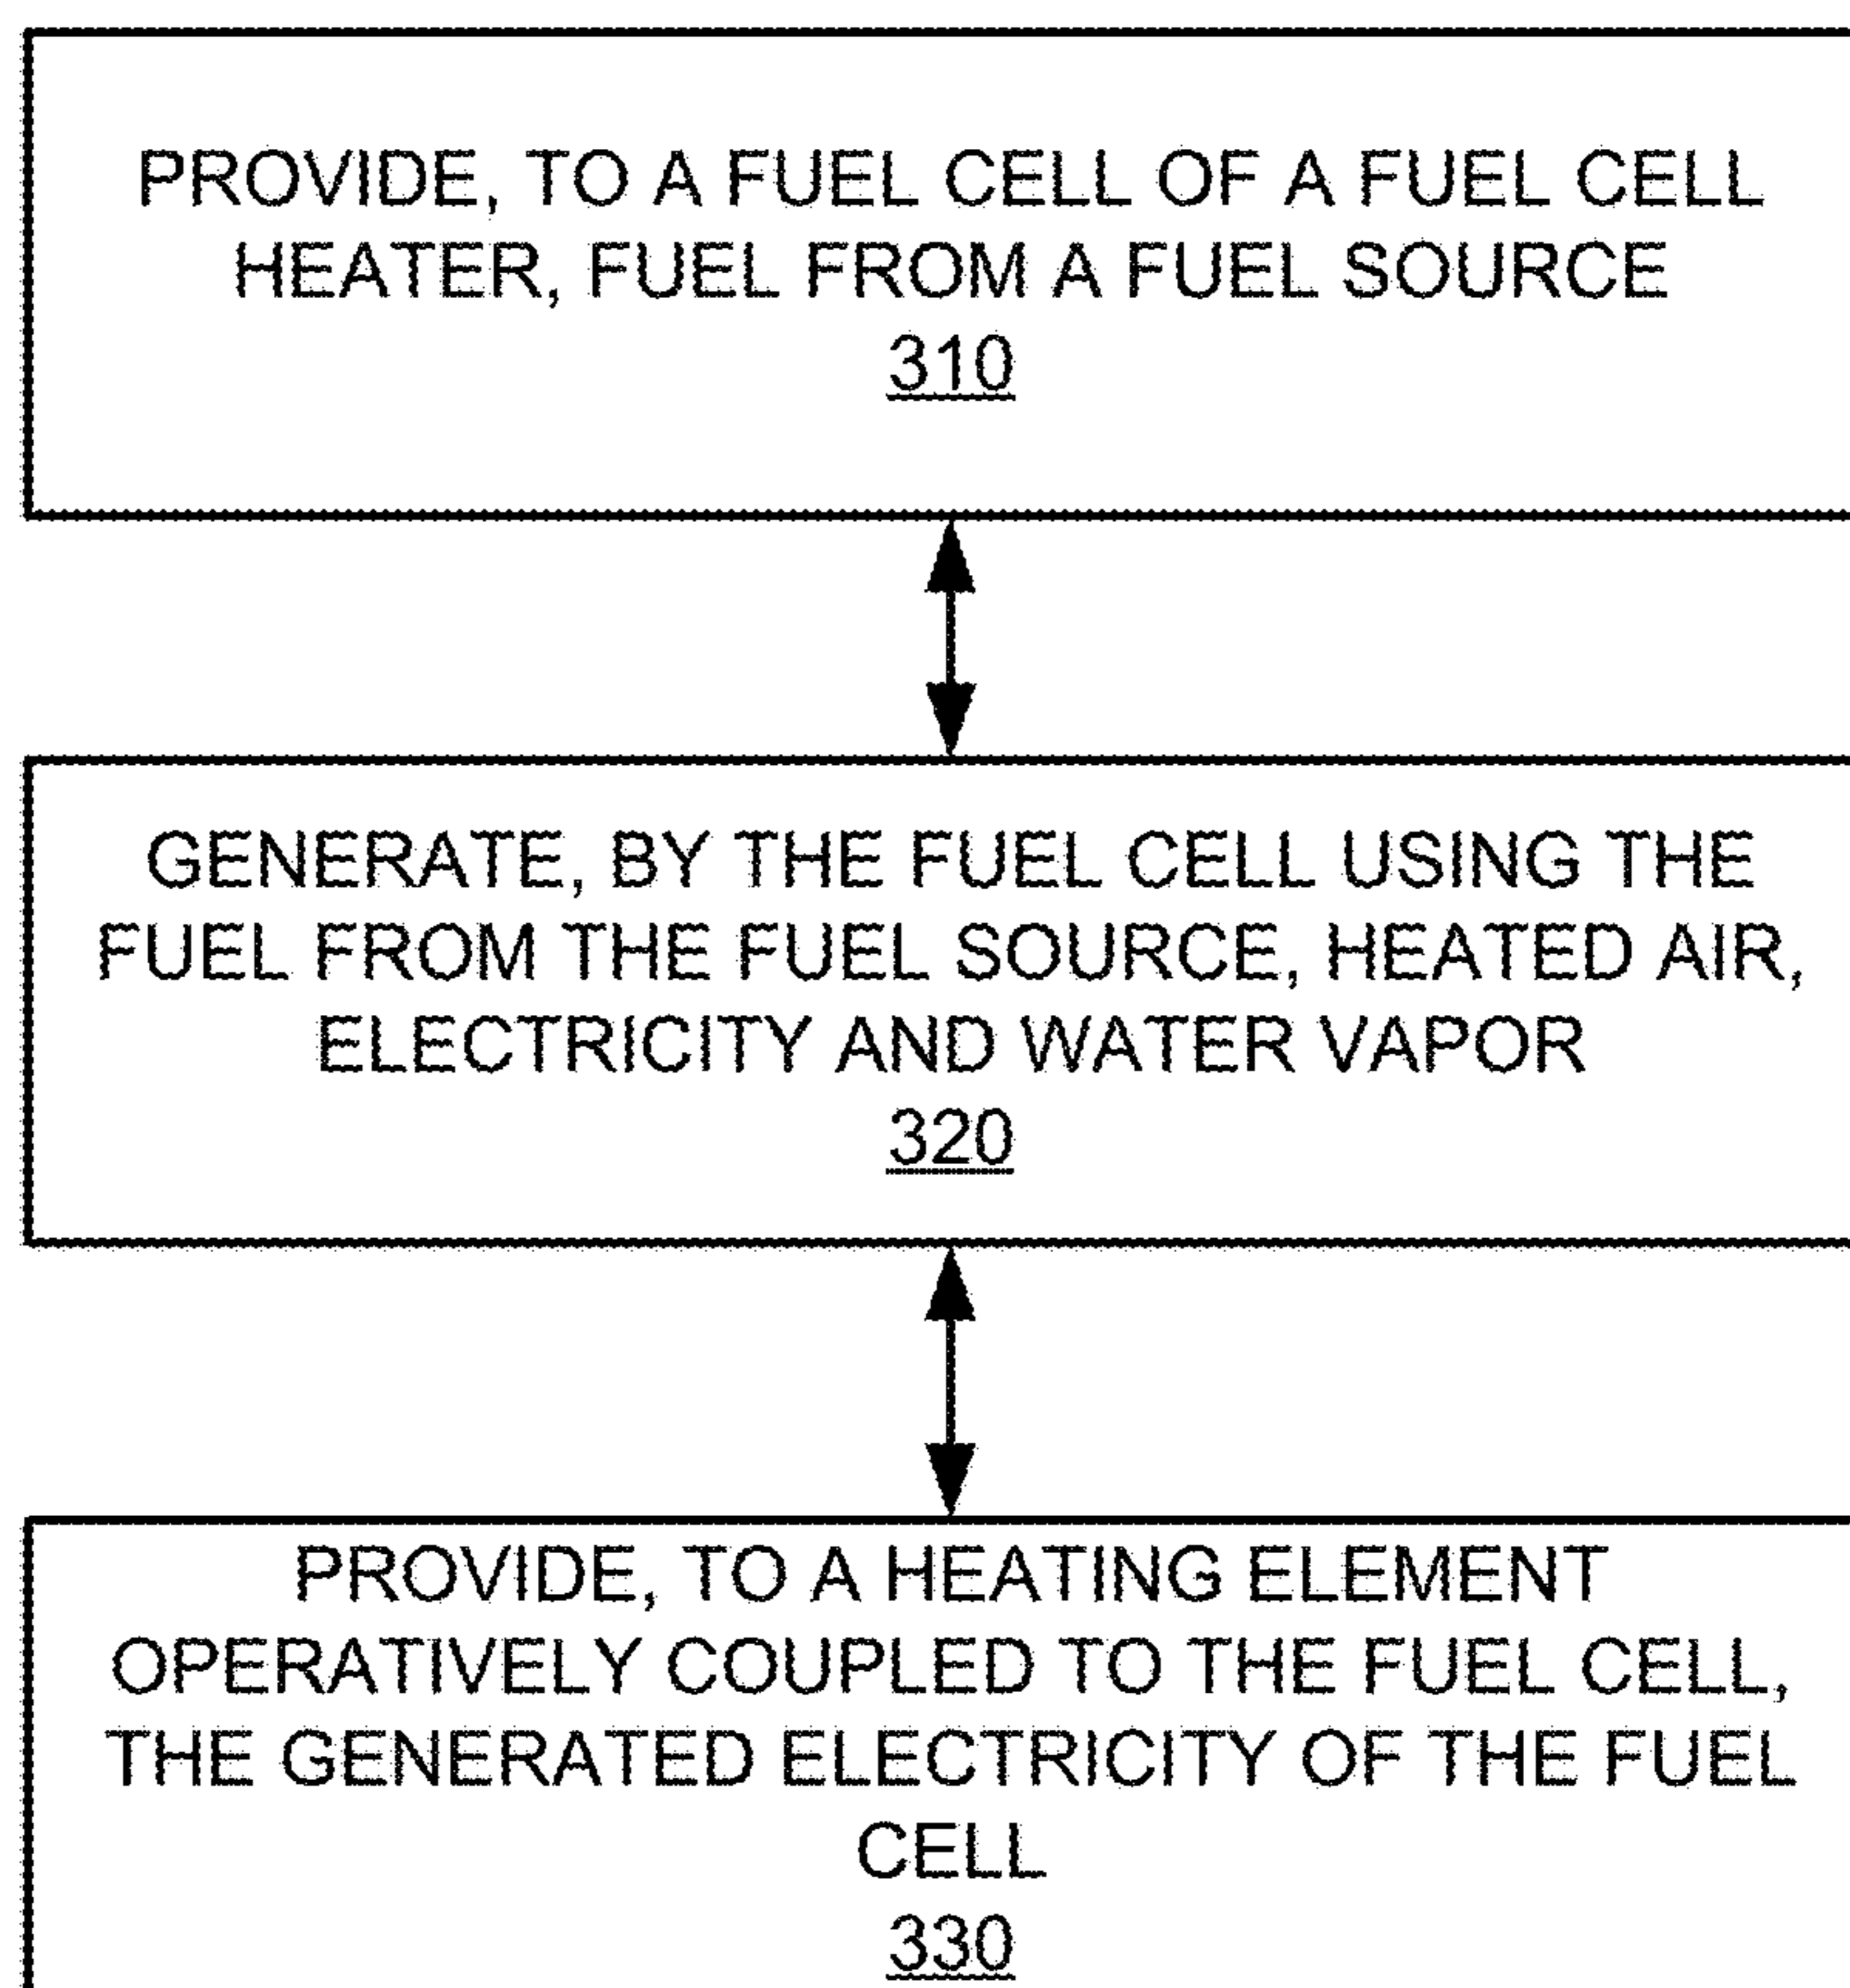 PROVIDE, TO A FUEL CELL OF A FUEL CELL
HEATER, FUEL FROM A FUEL SOURCE
310
GENERATE, BY THE FUEL CELL USING THE
FUEL FROM THE FUEL SOURCE, HEATED AIR,
ELECTRICITY AND WATER VAPOR
320
PROVIDE, TO A HEATING ELEMENT
OPERATIVELY COUPLED TO THE FUEL CELL,
THE GENERATED ELECTRICITY OF THE FUEL
CELL
330